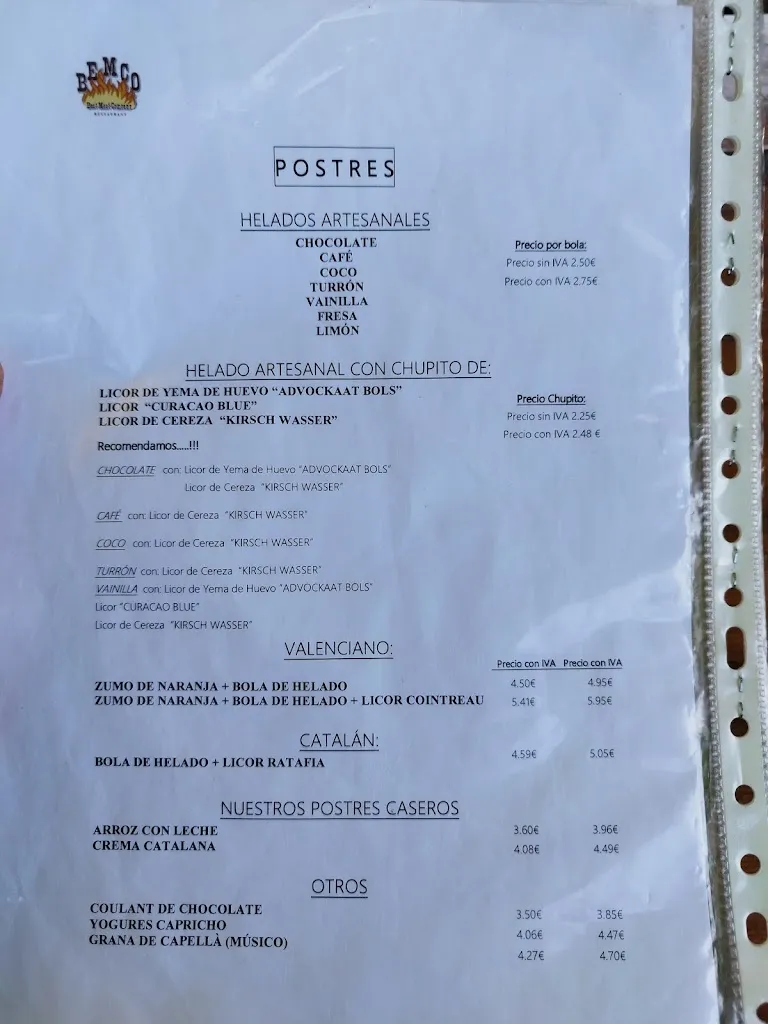 BEMCO
RESTAURANT
POSTRES
HELADOS ARTESANALES
CHOCOLATE
CAFÉ
COCO
TURRÓN
VAINILLA
FRESA
LIMÓN
Precio por bola:
Precio sin IVA 2.50€
Precio con IVA 2.75€
HELADO ARTESANAL CON CHUPITO DE:
LICOR DE YEMA DE HUEVO “ADVOCKAAT BOLS”
LICOR “CURACAO BLUE”
LICOR DE CEREZA “KIRSCH WASSER”
Precio Chupito:
Precio sin IVA 2.25€
Precio con IVA 2.48 €
Recomendamos.....!!!
CHOCOLATE con: Licor de Yema de Huevo “ADVOCKAAT BOLS”
Licor de Cereza “KIRSCH WASSER”
CAFÉ con: Licor de Cereza “KIRSCH WASSER”
COCO con: Licor de Cereza “KIRSCH WASSER”
TURRÓN con: Licor de Cereza “KIRSCH WASSER”
VAINILLA con: Licor de Yema de Huevo “ADVOCKAAT BOLS”
Licor “CURACAO BLUE”
Licor de Cereza “KIRSCH WASSER”
VALENCIANO:
Precio con IVA Precio con IVA
ZUMO DE NARANJA + BOLA DE HELADO 4.50€ 4.95€
ZUMO DE NARANJA + BOLA DE HELADO + LICOR COINTREAU 5.41€ 5.95€
CATALÁN:
BOLA DE HELADO + LICOR RATAFIA 4.59€ 5.05€
NUESTROS POSTRES CASEROS
ARROZ CON LECHE 3.60€ 3.96€
CREMA CATALANA 4.08€ 4.49€
OTROS
COULANT DE CHOCOLATE 3.50€ 3.85€
YOGURES CAPRICHO 4.06€ 4.47€
GRANA DE CAPELLÀ (MÚSICO) 4.27€ 4.70€